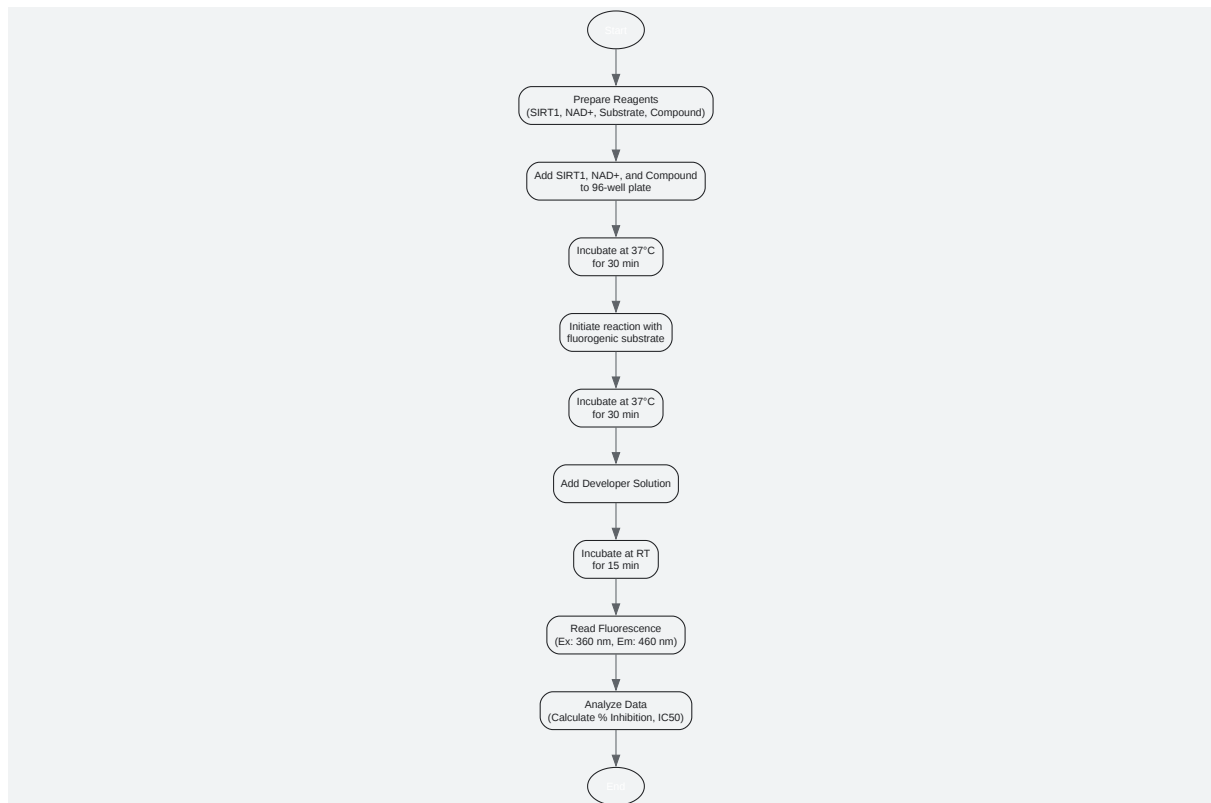 Start
Prepare Reagents
(SIRT1, NAD+, Substrate, Compound)
Add SIRT1, NAD+, and Compound
to 96-well plate
Incubate at 37°C
for 30 min
Initiate reaction with
fluorogenic substrate
Incubate at 37°C
for 30 min
Add Developer Solution
Incubate at RT
for 15 min
Read Fluorescence
(Ex: 360 nm, Em: 460 nm)
Analyze Data
(Calculate % Inhibition, IC50)
End